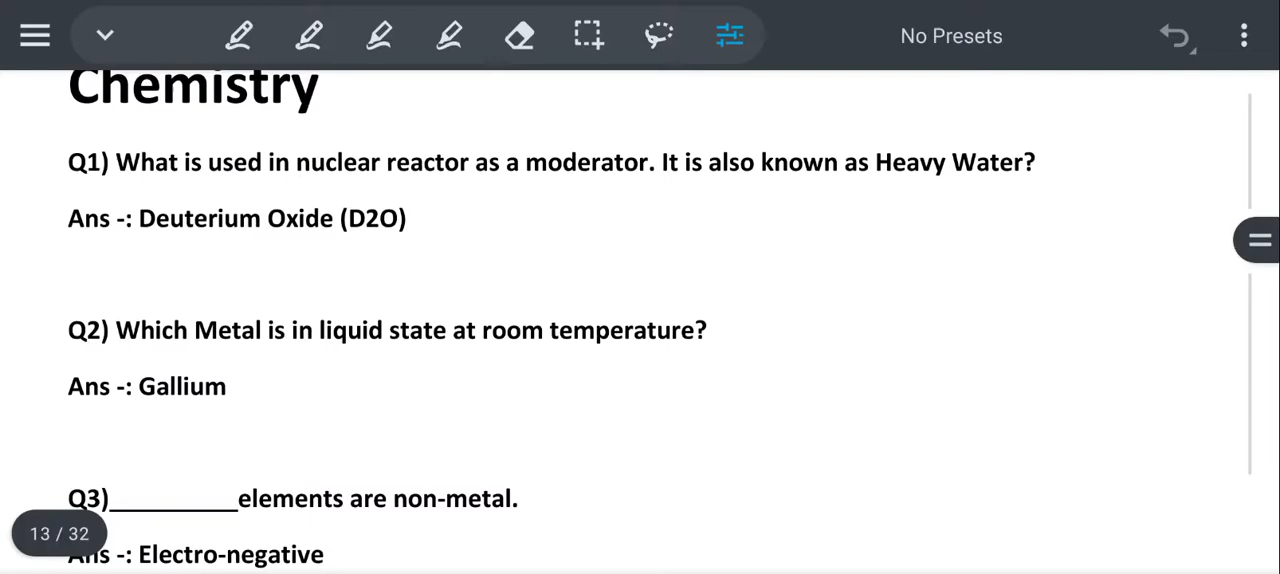 No Presets
Chemistry
Q1) What is used in nuclear reactor as a moderator. It is also known as Heavy Water?
Ans -: Deuterium Oxide (D2O)
Q2) Which Metal is in liquid state at room temperature?
Ans -: Gallium
Q3)__________elements are non-metal.
13 / 32
Ans -: Electro-negative